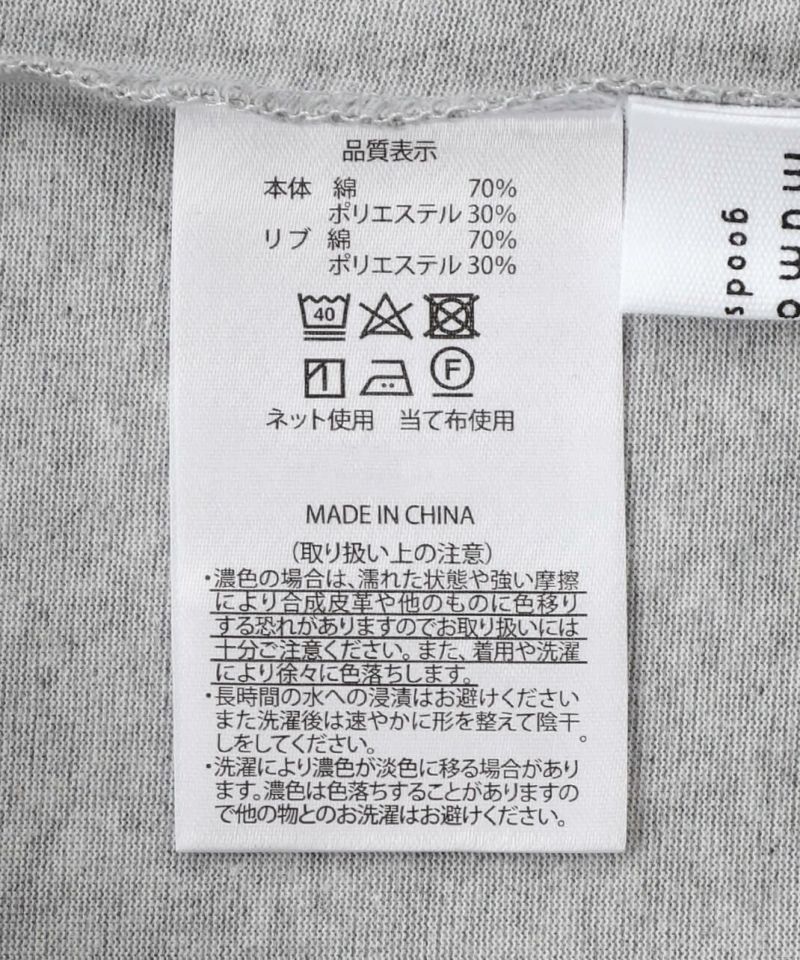 品質表示
本体 綿 70%
ポリエステル 30%
リブ 綿 70%
ポリエステル 30%
40
F
ネット使用 当て布使用
MADE IN CHINA
(取り扱い上の注意)
・濃色の場合は、濡れた状態や強い摩擦
により合成皮革や他のものに色移り
する恐れがありますのでお取り扱いには
十分ご注意ください。また、着用や洗濯
により徐々に色落ちします。
・長時間の水への浸漬はお避けください。
また洗濯後は速やかに形を整えて陰干
しをしてください。
・洗濯により濃色が淡色に移る場合があり
ます。濃色は色落ちすることがありますの
で他の物とのお洗濯はお避けください。
goods